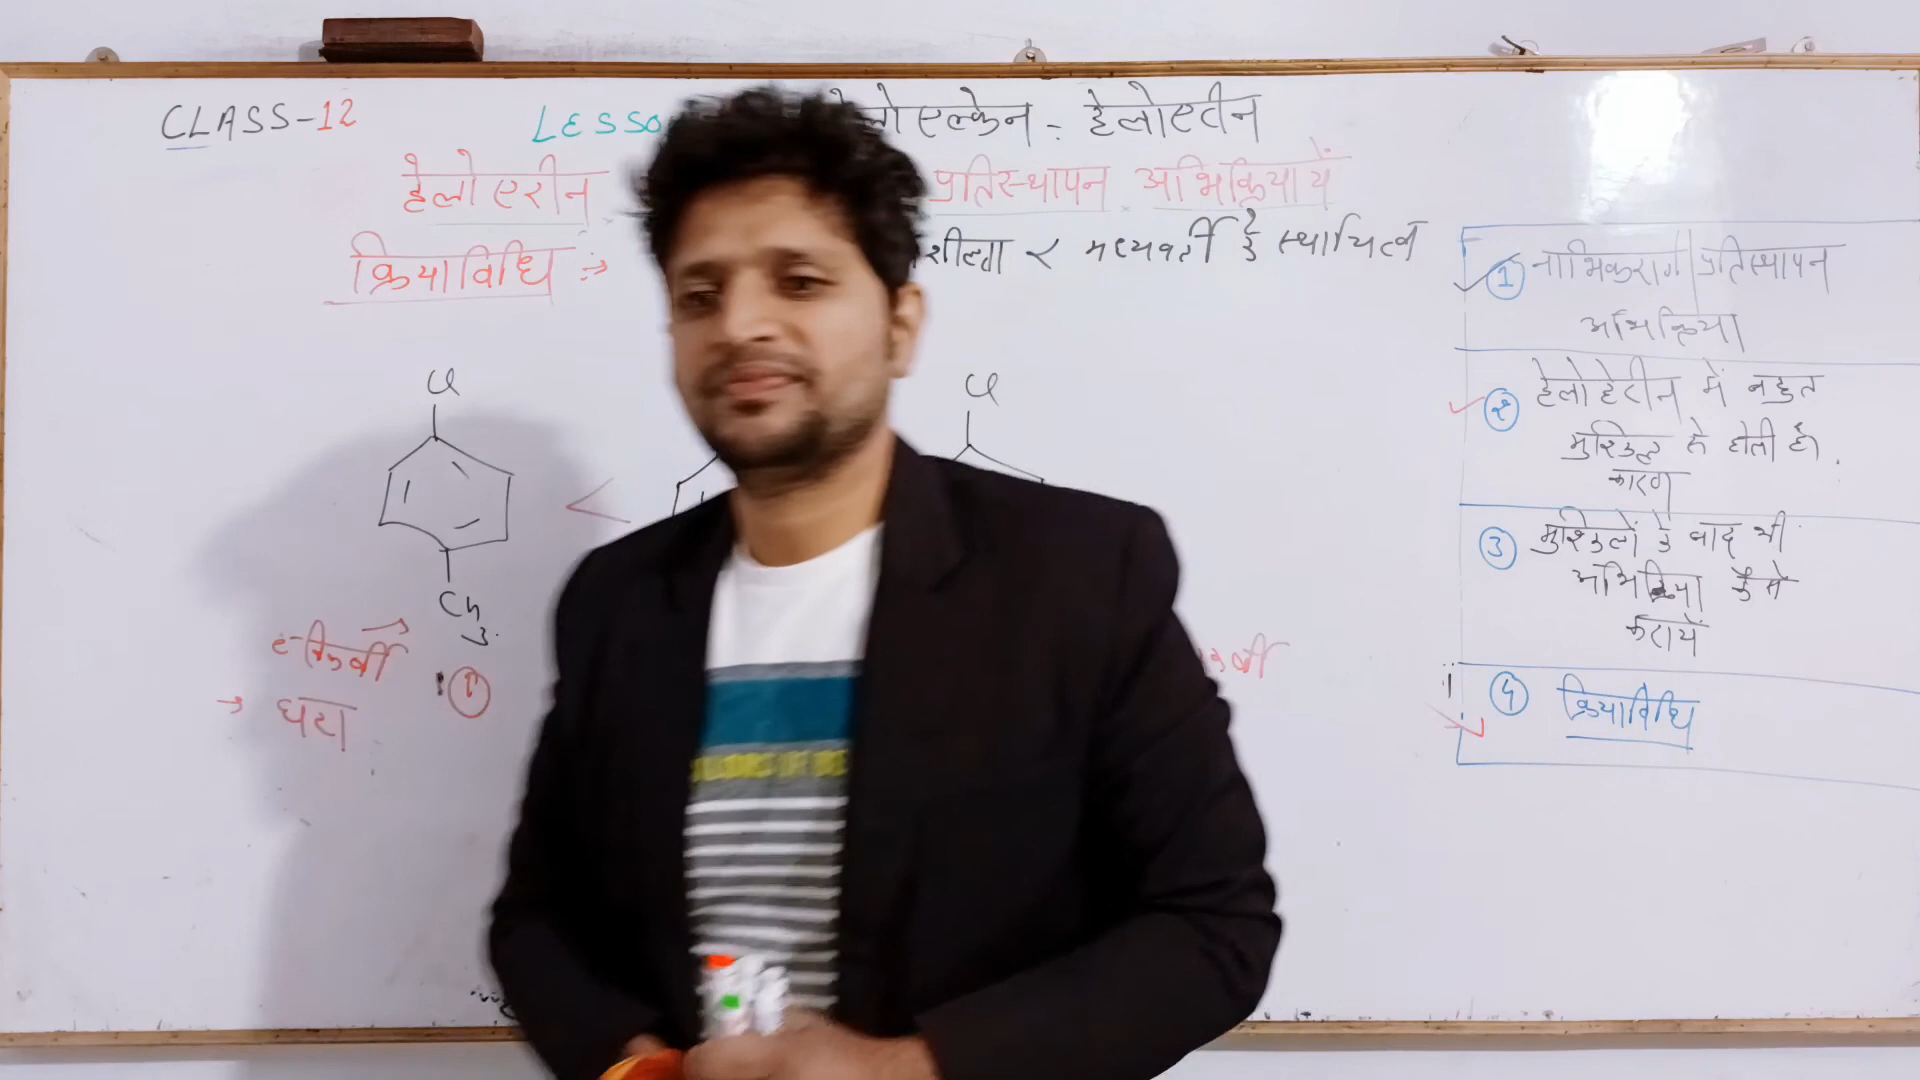 CLASS-12
LESSO
लोएल्केन - हेलोएरीन
हेलोएरीन
प्रतिस्थापन अभिक्रियायें
क्रियाविधि :→
शीलता ∝ मध्यवर्ती के स्थायित्व
Cl
<
CH3
e- →
→ घटा
Cl
र्षी
① नाभिकरागी प्रतिस्थापन
अभिक्रिया
② में बहुत
मुश्किल से होती है।
कारण
③ मुश्किलों के बाद भी
अभिक्रिया कैसे
करायें
④ क्रियाविधि